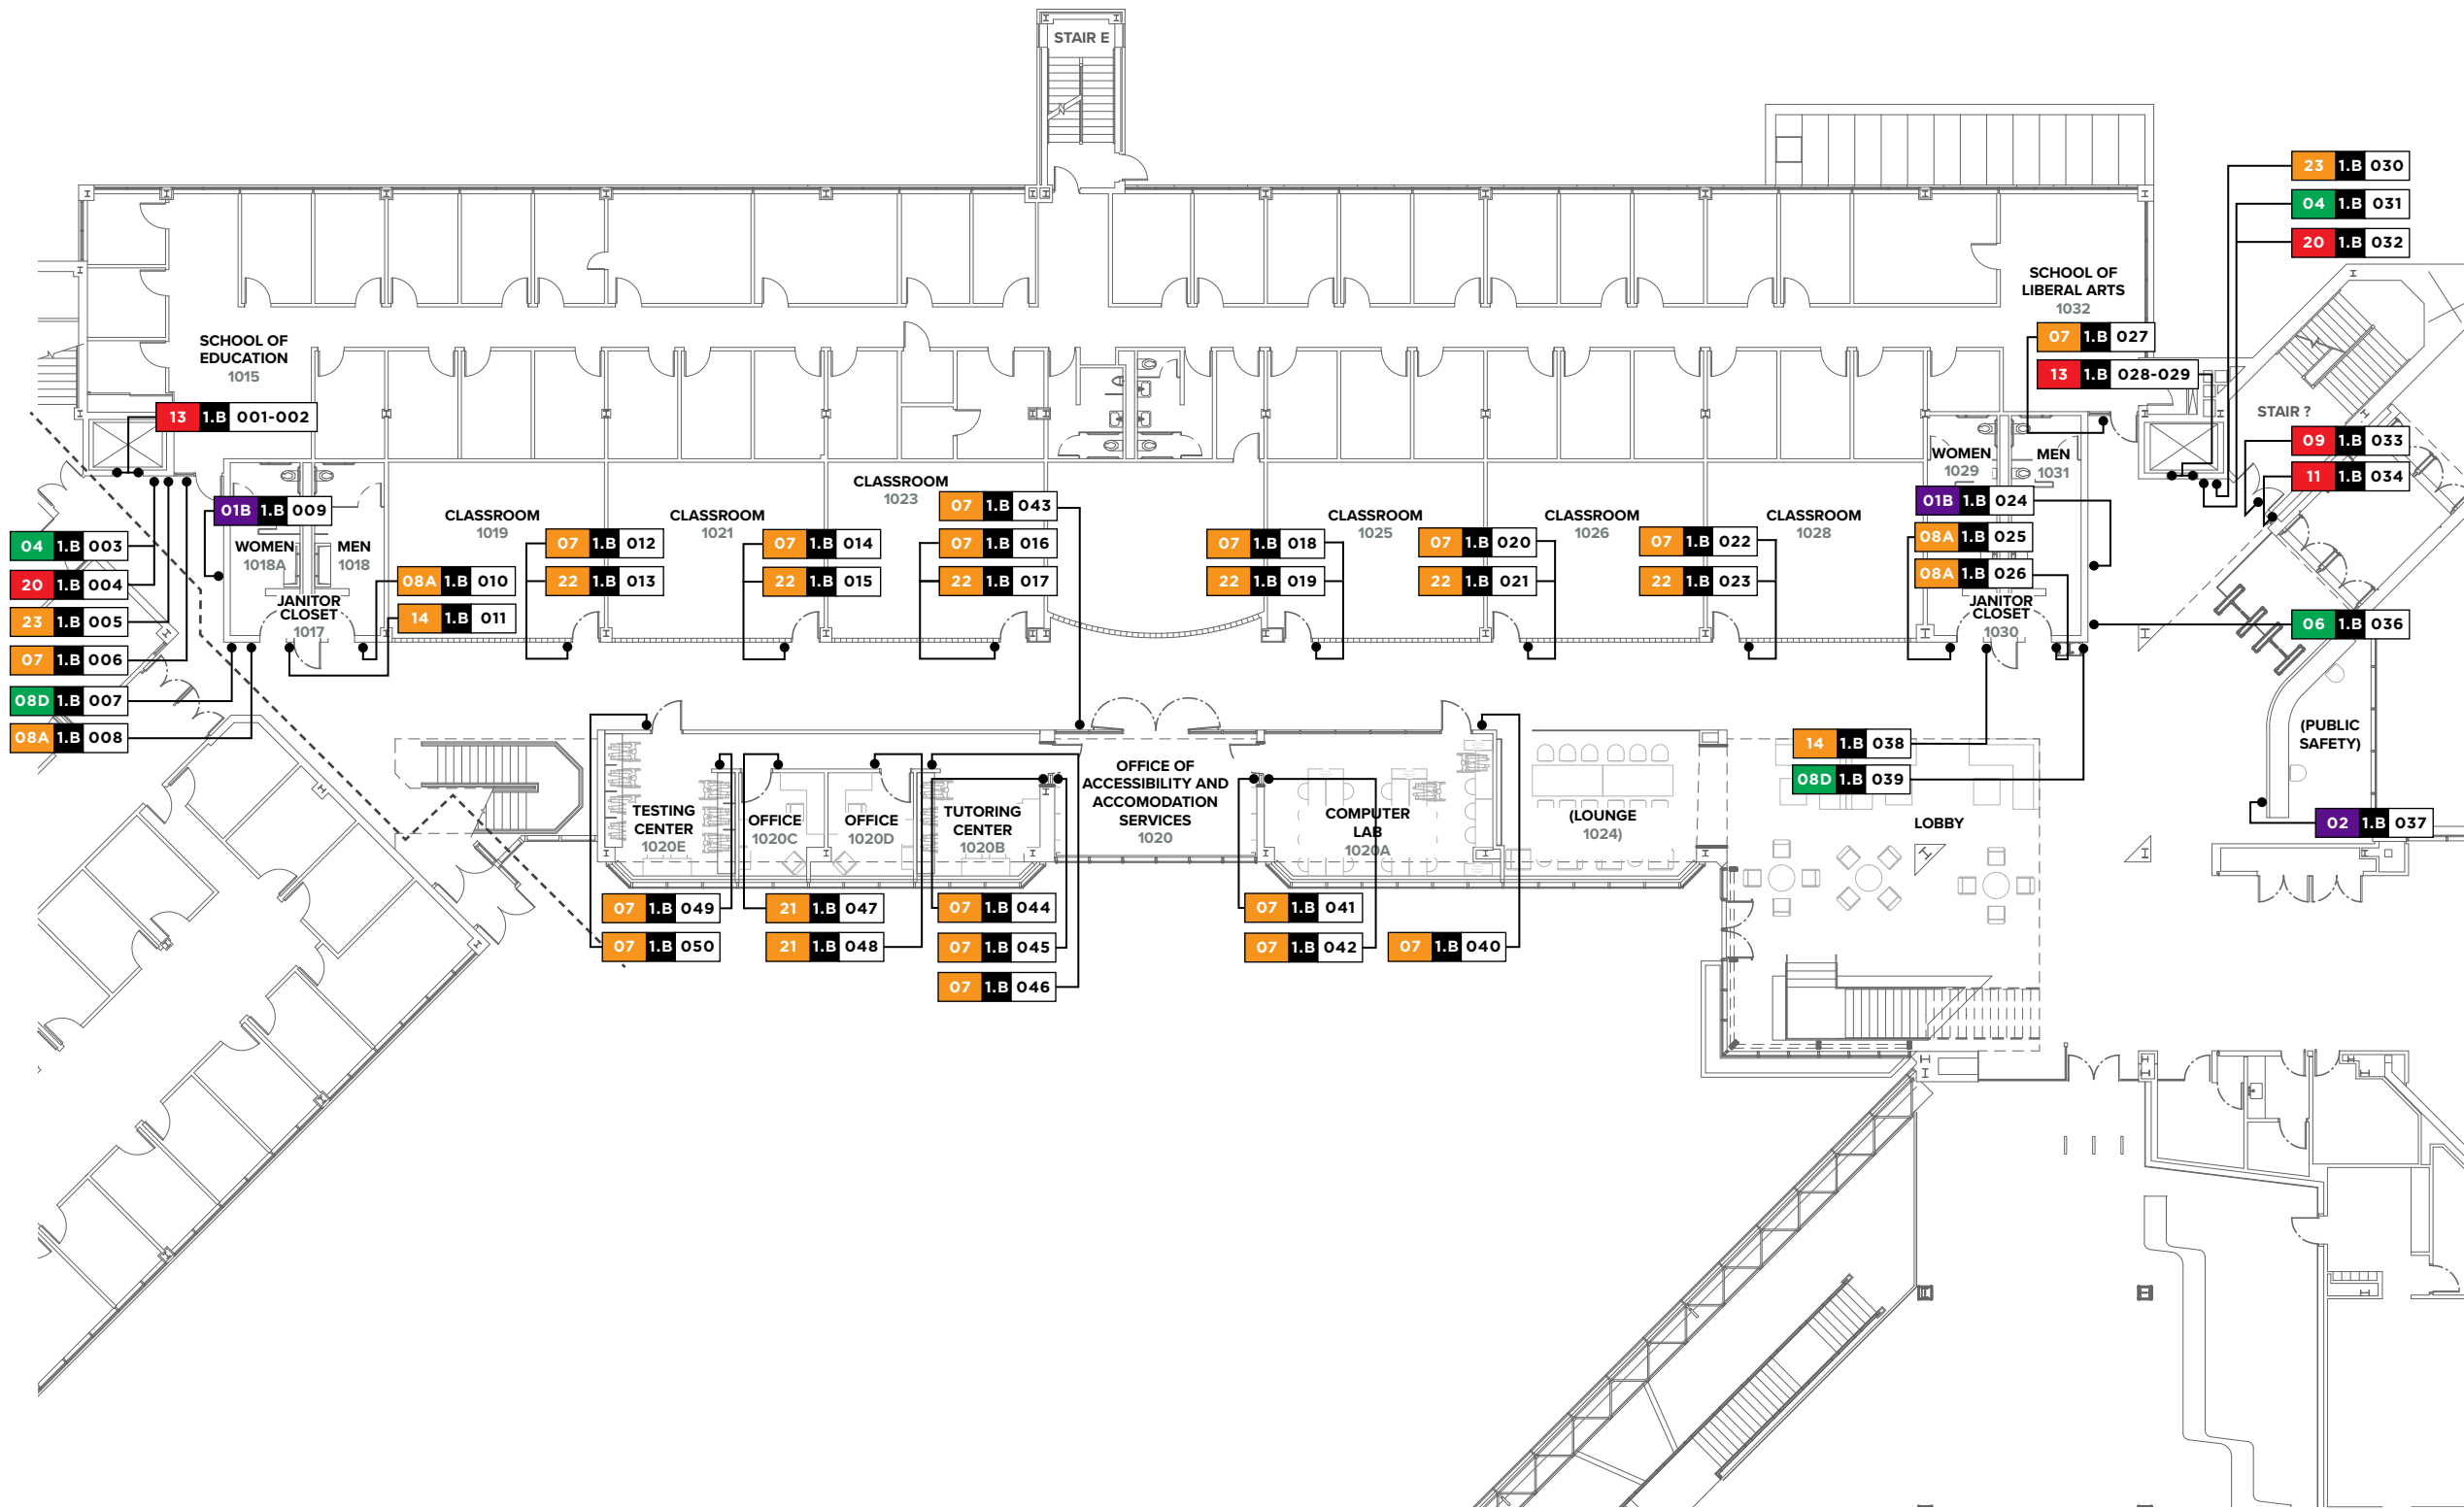 STAIR E
23 1.B 030
04 1.B 031
20 1.B 032
SCHOOL OF
LIBERAL ARTS
1032
07 1.B 027
13 1.B 028-029
SCHOOL OF
EDUCATION
1015
13 1.B 001-002
STAIR ?
09 1.B 033
11 1.B 034
WOMEN
1029
MEN
1031
01B 1.B 024
08A 1.B 025
08A 1.B 026
JANITOR
CLOSET
1030
06 1.B 036
01B 1.B 009
04 1.B 003
20 1.B 004
23 1.B 005
07 1.B 006
08D 1.B 007
08A 1.B 008
WOMEN
1018A
MEN
1018
JANITOR
CLOSET
1017
08A 1.B 010
14 1.B 011
CLASSROOM
1019
07 1.B 012
22 1.B 013
CLASSROOM
1021
07 1.B 014
22 1.B 015
CLASSROOM
1023
07 1.B 043
07 1.B 016
22 1.B 017
07 1.B 018
22 1.B 019
CLASSROOM
1025
07 1.B 020
22 1.B 021
CLASSROOM
1026
07 1.B 022
22 1.B 023
CLASSROOM
1028
(PUBLIC
SAFETY)
02 1.B 037
14 1.B 038
08D 1.B 039
LOBBY
TESTING
CENTER
1020E
OFFICE
1020C
OFFICE
1020D
TUTORING
CENTER
1020B
OFFICE OF
ACCESSIBILITY AND
ACCOMODATION
SERVICES
1020
COMPUTER
LAB
1020A
(LOUNGE
1024)
07 1.B 049
07 1.B 050
21 1.B 047
21 1.B 048
07 1.B 044
07 1.B 045
07 1.B 046
07 1.B 041
07 1.B 042
07 1.B 040